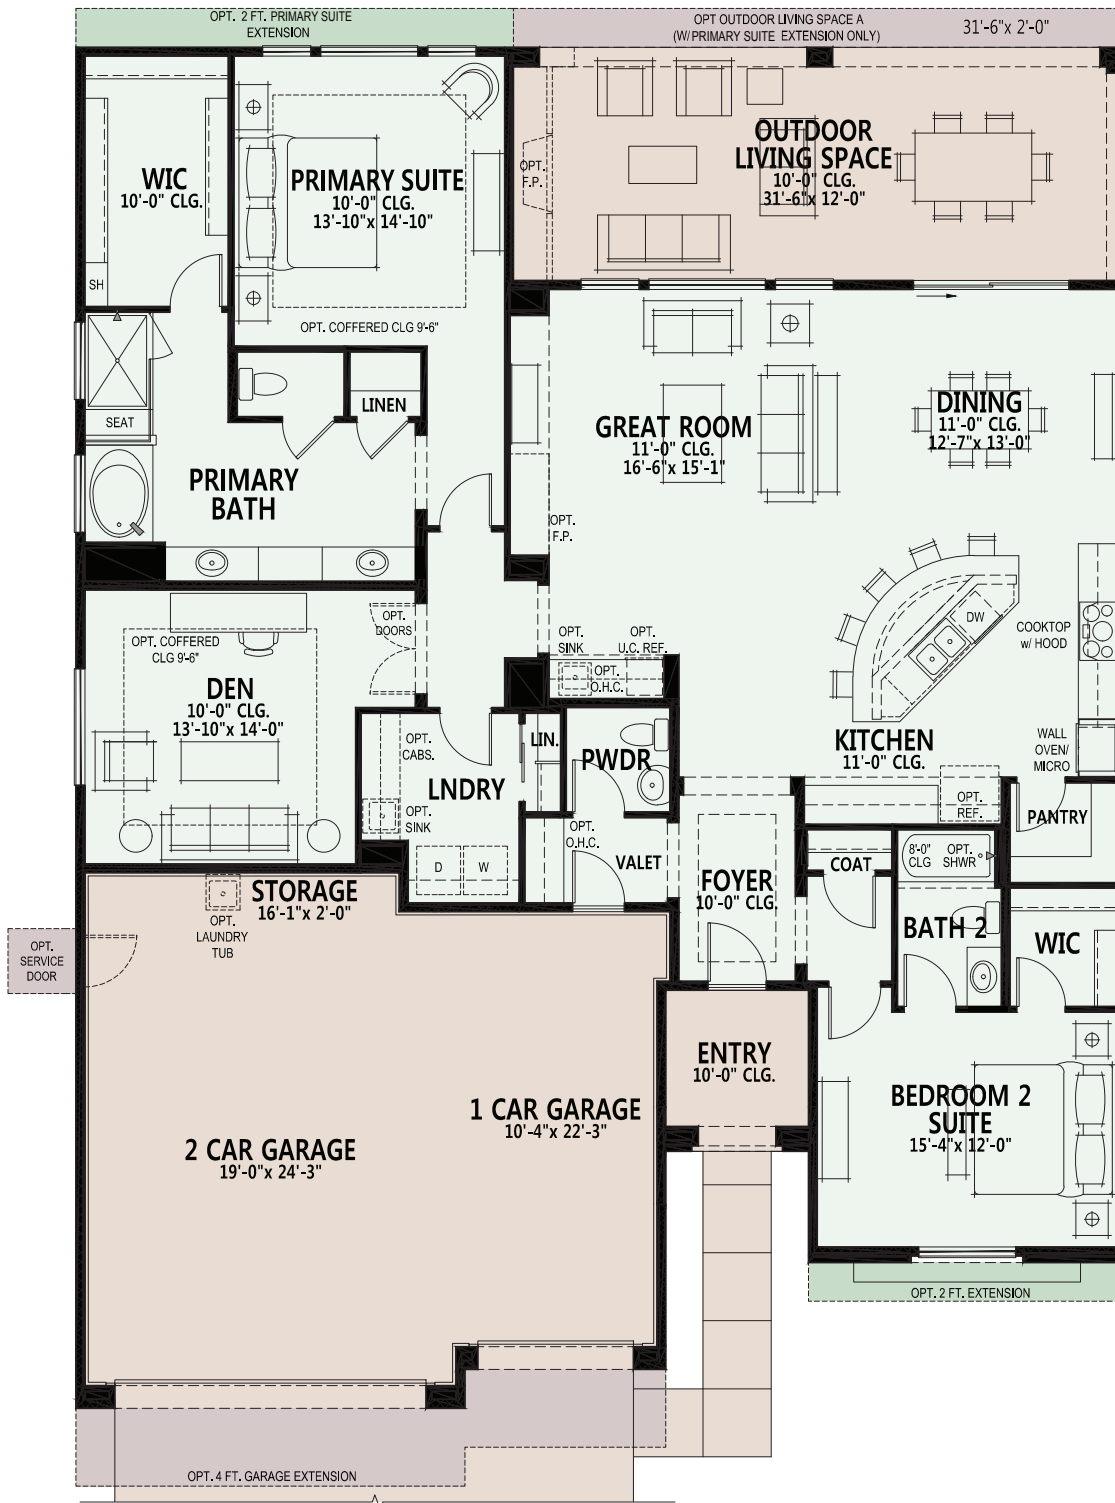 OPT. 2 FT. PRIMARY SUITE
EXTENSION
OPT OUTDOOR LIVING SPACE A
(W/PRIMARY SUITE EXTENSION ONLY)
31'-6"x 2'-0"
WIC
10'-0" CLG.
SH
PRIMARY SUITE
10'-0" CLG.
13'-10"x 14'-10"
OPT. COFFERED CLG 9'-6"
OPT.
F.P.
OUTDOOR
LIVING SPACE
10'-0" CLG.
31'-6"x 12'-0"
SEAT
LINEN
PRIMARY
BATH
GREAT ROOM
11'-0" CLG.
16'-6"x 15'-1"
OPT.
F.P.
DINING
11'-0" CLG.
12'-7"x 13'-0"
OPT. COFFERED
CLG 9'-6"
DEN
10'-0" CLG.
13'-10"x 14'-0"
OPT.
DOORS
OPT.
SINK
OPT.
U.C. REF.
OPT.
O.H.C.
DW
COOKTOP
w/ HOOD
KITCHEN
11'-0" CLG.
WALL
OVEN/
MICRO
OPT.
CABS.
LNDRY
OPT.
SINK
LIN.
PWDR
OPT.
REF.
PANTRY
D
W
OPT.
O.H.C.
VALET
FOYER
10'-0" CLG.
COAT
8'-0"
CLG
OPT.
SHWR
BATH 2
WIC
STORAGE
16'-1"x 2'-0"
OPT.
LAUNDRY
TUB
OPT.
SERVICE
DOOR
ENTRY
10'-0" CLG.
BEDROOM 2
SUITE
15'-4"x 12'-0"
1 CAR GARAGE
10'-4"x 22'-3"
2 CAR GARAGE
19'-0"x 24'-3"
OPT. 2 FT. EXTENSION
OPT. 4 FT. GARAGE EXTENSION